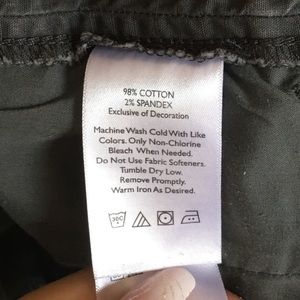 98% COTTON
2% SPANDEX
Exclusive of Decoration
Machine Wash Cold With Like
Colors. Only Non-Chlorine
Bleach When Needed.
Do Not Use Fabric Softeners.
Tumble Dry Low.
Remove Promptly.
Warm Iron As Desired.
30C